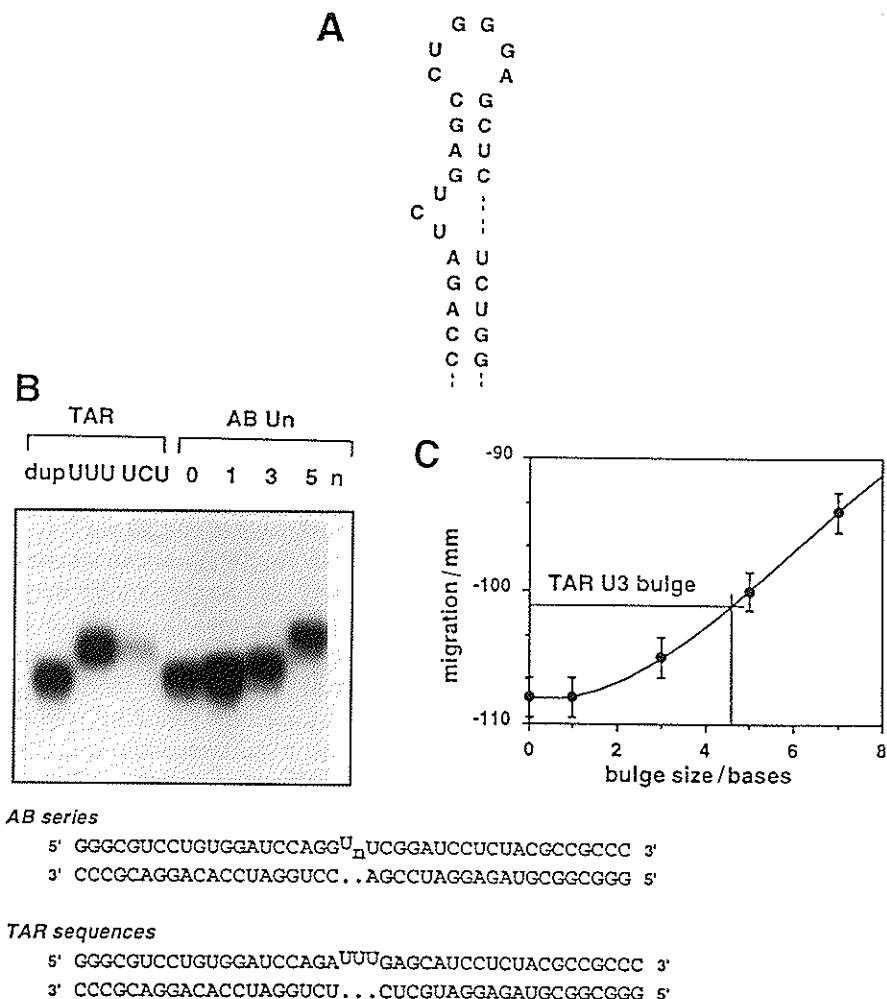 A
G G
U G
C A
C G
G C
A U
G C
U
C
U
A U
G C
A U
C G
C G
B
TAR AB Un
dup UUU UCU 0 1 3 5 n
C
-90
-100
-110
migration/mm
TAR U3 bulge
0 2 4 6 8
bulge size/bases
AB series
5' GGGCGUCCUGUGGAUCCAGGUnUCGGAUCCUCUACGCCGCCC 3'
3' CCCGCAGGACACCUAGGUCC..AGCCUAGGAGAUGCGGCGGG 5'
TAR sequences
5' GGGCGUCCUGUGGAUCCAGAUUUGAGCAUCCUCUACGCCGCCC 3'
3' CCCGCAGGACACCUAGGUCU...CUCGUAGGAGAUGCGGCGGG 5'